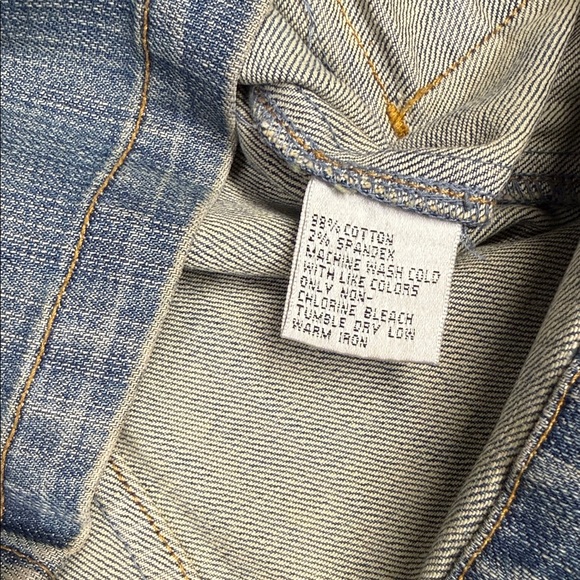 98% COTTON
2% SPANDEX
MACHINE WASH COLD
WITH LIKE COLORS
ONLY NON-
CHLORINE BLEACH
TUMBLE DRY LOW
WARM IRON